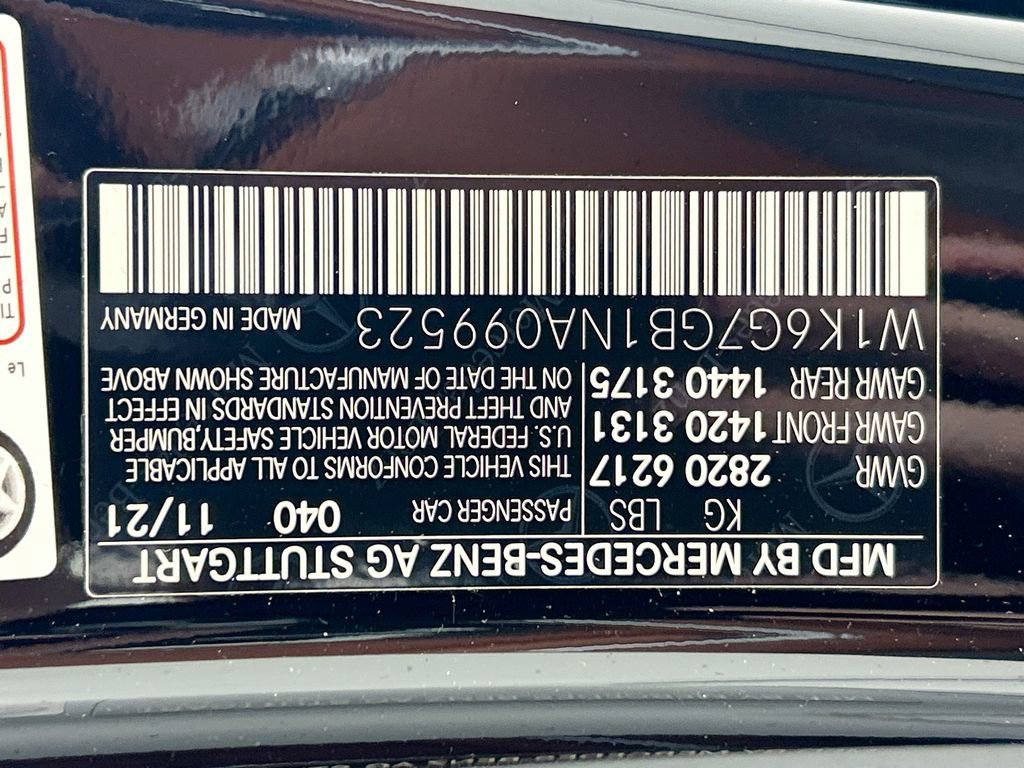 MFD BY MERCEDES-BENZ AG STUTTGART
KG LBS PASSENGER CAR 040 11/21
GVWR 2820 6217 THIS VEHICLE CONFORMS TO ALL APPLICABLE
U.S. FEDERAL MOTOR VEHICLE SAFETY,BUMPER
GAWR FRONT 1420 3131 AND THEFT PREVENTION STANDARDS IN EFFECT
GAWR REAR 1440 3175 ON THE DATE OF MANUFACTURE SHOWN ABOVE
W1K6G7GB1NA099523 MADE IN GERMANY
Le